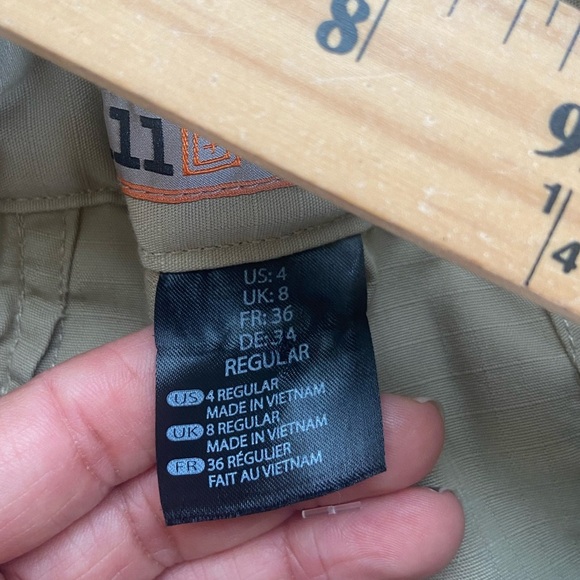 8
9
1
4
11
US: 4
UK: 8
FR: 36
DE: 34
REGULAR
US 4 REGULAR
MADE IN VIETNAM
UK 8 REGULAR
MADE IN VIETNAM
FR 36 RÉGULIER
FAIT AU VIETNAM